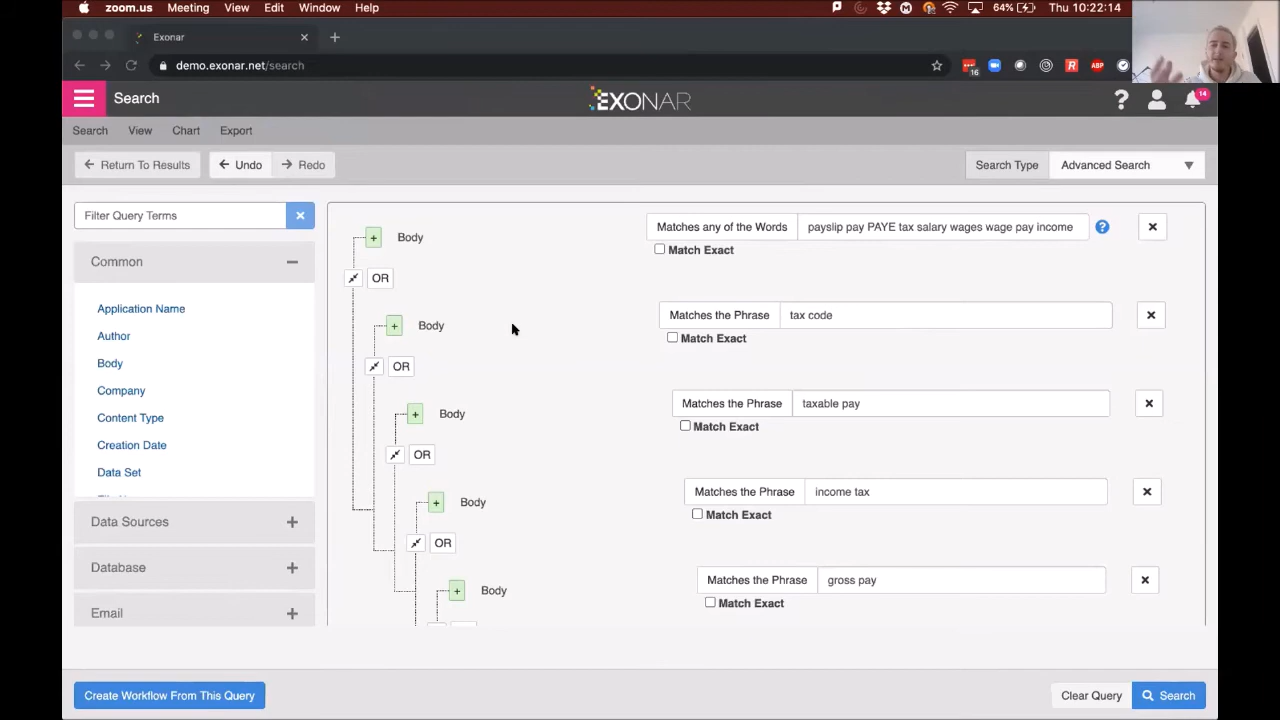 zoom.us Meeting View Edit Window Help 64% Thu 10:22:14
Exonar
demo.exonar.net/search
16 R ABP
Search EXONAR ? 14
Search View Chart Export
Return To Results Undo Redo Search Type Advanced Search
Filter Query Terms
Common
Application Name
Author
Body
Company
Content Type
Creation Date
Data Set
Data Sources
Database
Email
Body Matches any of the Words payslip pay PAYE tax salary wages wage pay income ?
Match Exact
OR
Body Matches the Phrase tax code
Match Exact
OR
Body Matches the Phrase taxable pay
Match Exact
OR
Body Matches the Phrase income tax
Match Exact
OR
Body Matches the Phrase gross pay
Match Exact
Create Workflow From This Query Clear Query Search